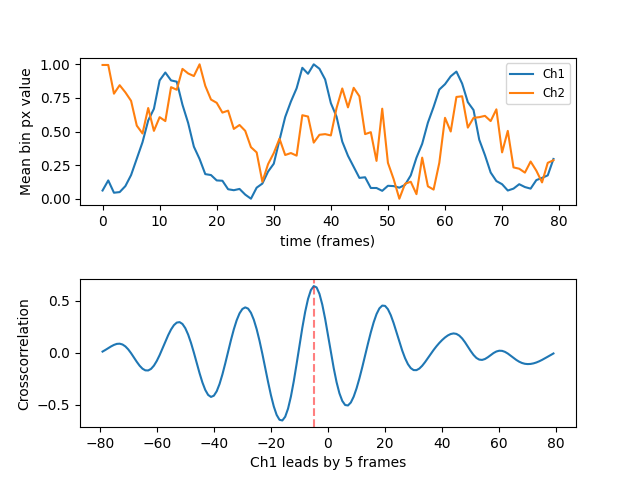 1.00
0.75
0.50
0.25
0.00
Mean bin px value
Ch1
Ch2
0 10 20 30 40 50 60 70 80
time (frames)
0.5
0.0
−0.5
Crosscorrelation
−80 −60 −40 −20 0 20 40 60 80
Ch1 leads by 5 frames